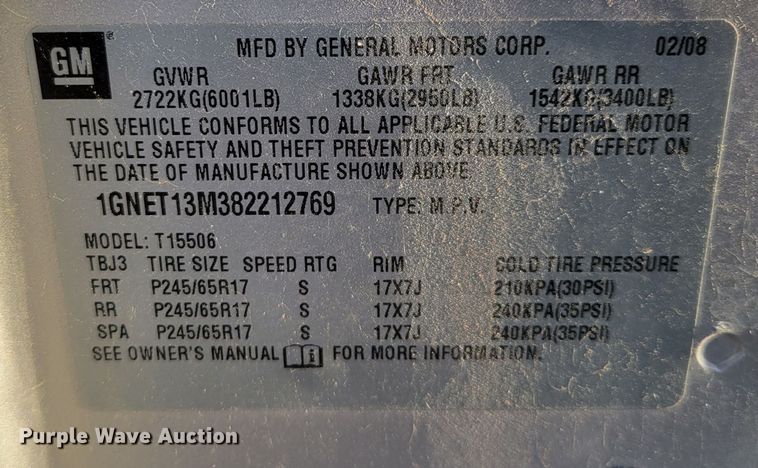 GM ® MFD BY GENERAL MOTORS CORP. 02/08
GVWR GAWR FRT GAWR RR
2722KG(6001LB) 1338KG(2950LB) 1542KG(3400LB)
THIS VEHICLE CONFORMS TO ALL APPLICABLE U.S. FEDERAL MOTOR
VEHICLE SAFETY AND THEFT PREVENTION STANDARDS IN EFFECT ON
THE DATE OF MANUFACTURE SHOWN ABOVE
1GNET13M382212769 TYPE: M.P.V.
MODEL: T15506
TBJ3 TIRE SIZE SPEED RTG RIM COLD TIRE PRESSURE
FRT P245/65R17 S 17X7J 210KPA(30PSI)
RR P245/65R17 S 17X7J 240KPA(35PSI)
SPA P245/65R17 S 17X7J 240KPA(35PSI)
SEE OWNER'S MANUAL i FOR MORE INFORMATION.
Purple Wave Auction